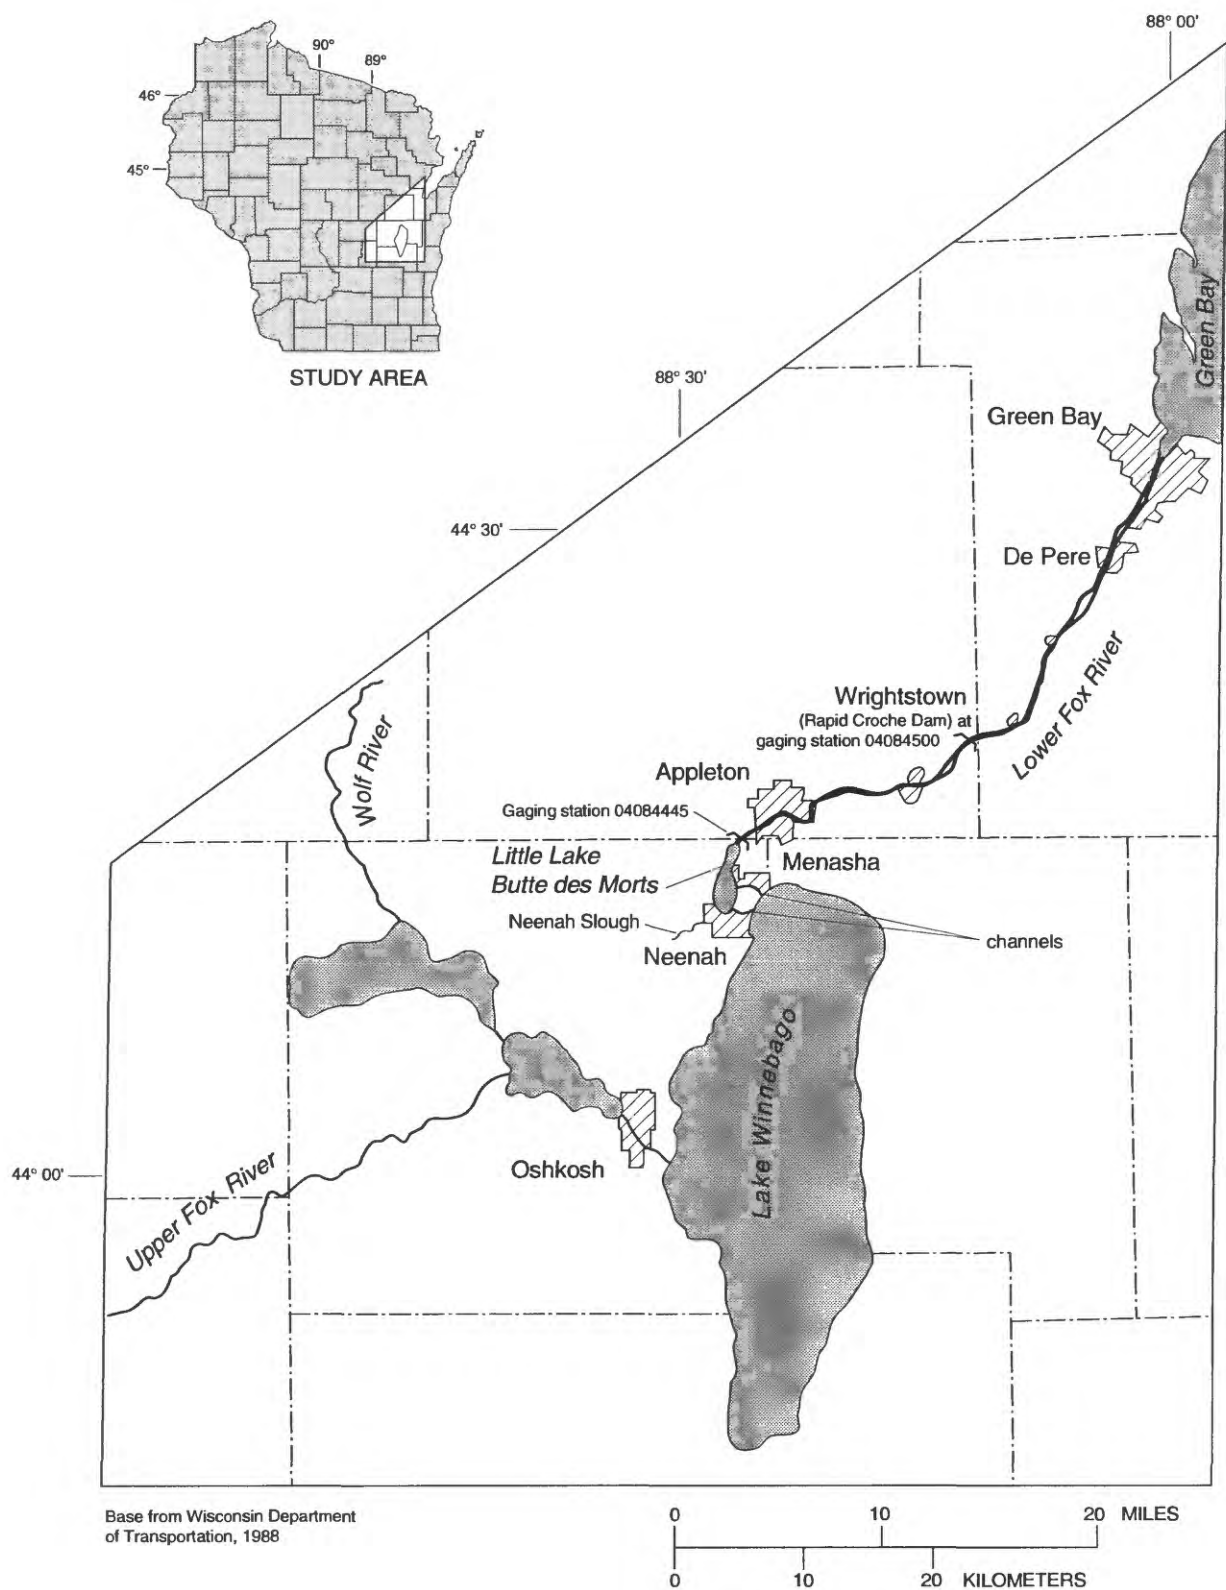 88° 00'
90°
89°
46°
45°
STUDY AREA
88° 30'
Green Bay
Green Bay
44° 30'
De Pere
Wrightstown
(Rapid Croche Dam) at
gaging station 04084500
Lower Fox River
Wolf River
Appleton
Gaging station 04084445
Little Lake
Butte des Morts
Menasha
Neenah Slough
Neenah
channels
Lake Winnebago
Oshkosh
44° 00'
Upper Fox River
Base from Wisconsin Department
of Transportation, 1988
0 10 20 MILES
0 10 20 KILOMETERS